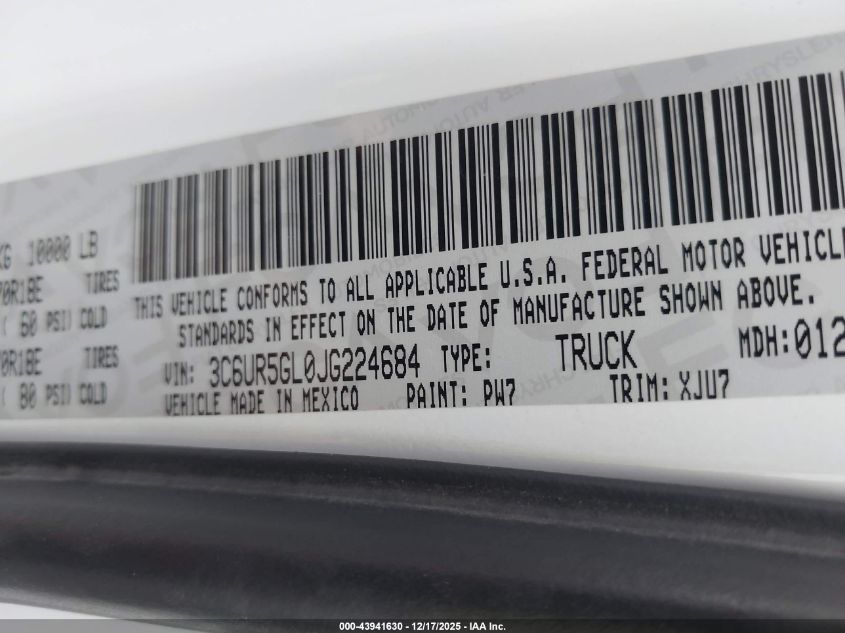 KG 10000 LB
70R18E TIRES
( 60 PSI) COLD
70R18E TIRES
( 80 PSI) COLD
THIS VEHICLE CONFORMS TO ALL APPLICABLE U.S.A. FEDERAL MOTOR VEHICLE
STANDARDS IN EFFECT ON THE DATE OF MANUFACTURE SHOWN ABOVE.
VIN: 3C6UR5GL0JG224684 TYPE: TRUCK MDH:012
VEHICLE MADE IN MEXICO PAINT: PW7 TRIM: XJU7
000-43941630 - 12/17/2025 - IAA Inc.